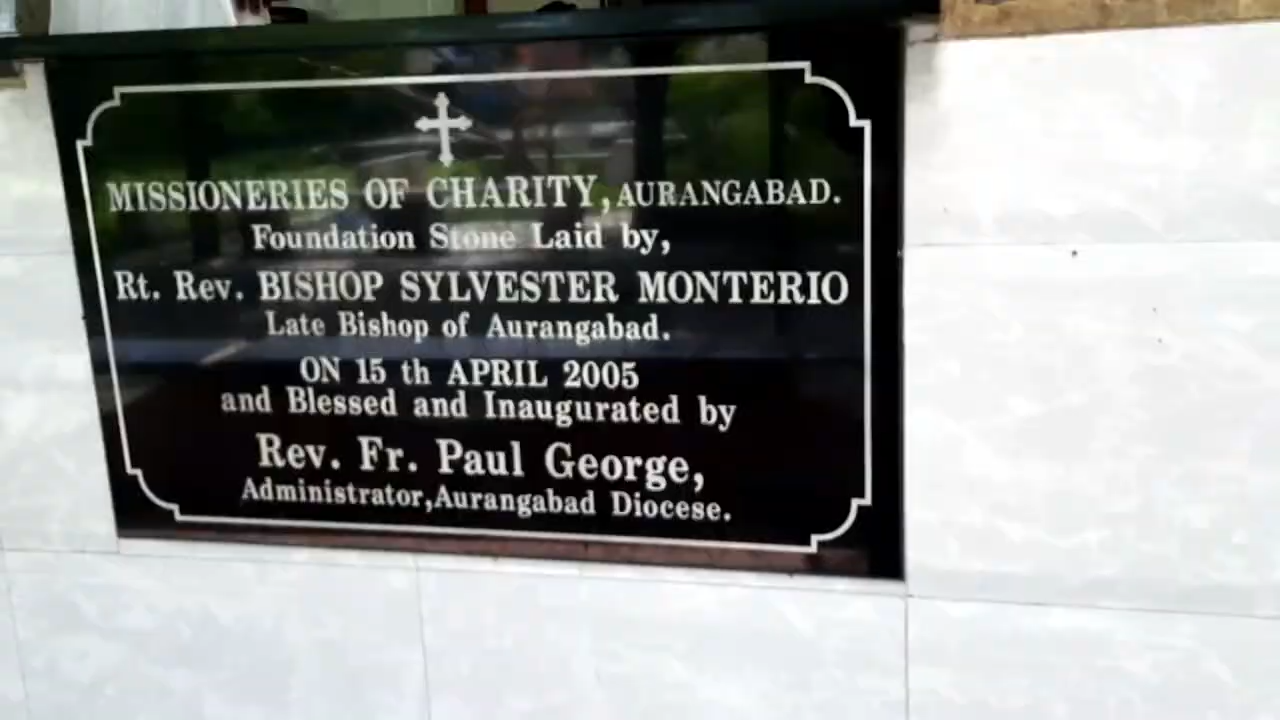 MISSIONERIES OF CHARITY, AURANGABAD.
Foundation Stone Laid by,
Rt. Rev. BISHOP SYLVESTER MONTERIO
Late Bishop of Aurangabad.
ON 15 th APRIL 2005
and Blessed and Inaugurated by
Rev. Fr. Paul George,
Administrator,Aurangabad Diocese.